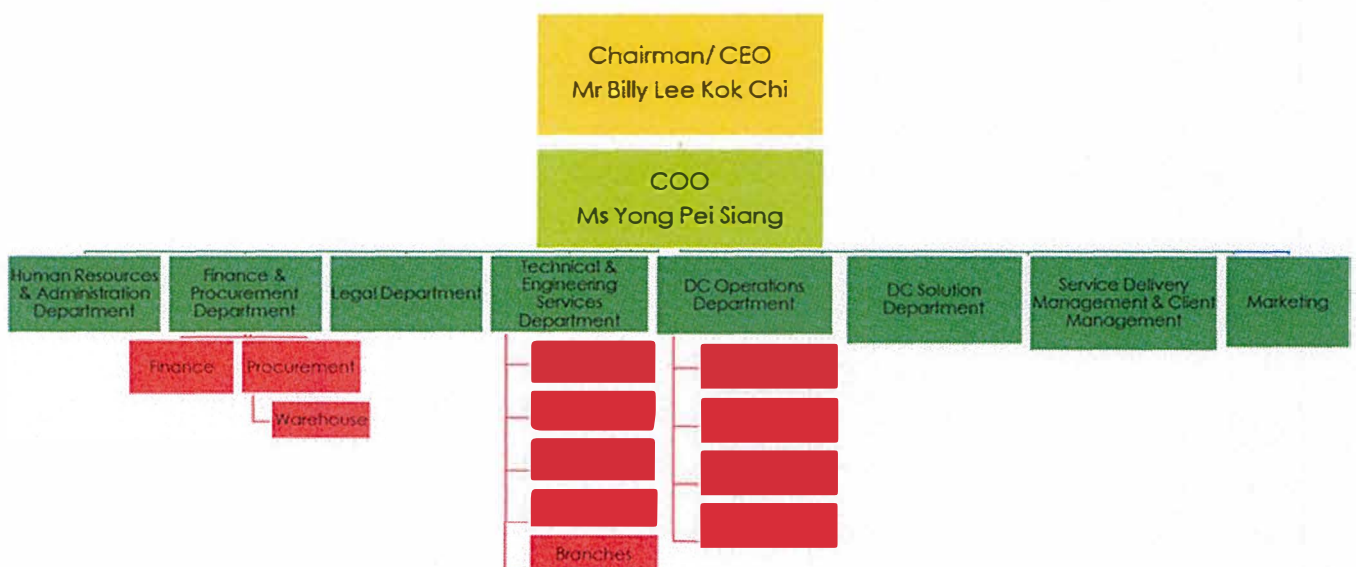 Chairman/ CEO
Mr Billy Lee Kok Chi
COO
Ms Yong Pei Siang
Human Resources
& Administration
Department
Finance &
Procurement
Department
Legal Department
Technical &
Engineering
Services
Department
DC Operations
Department
DC Solution
Department
Service Delivery
Management & Client
Management
Marketing
Finance
Procurement
Warehouse
Branches